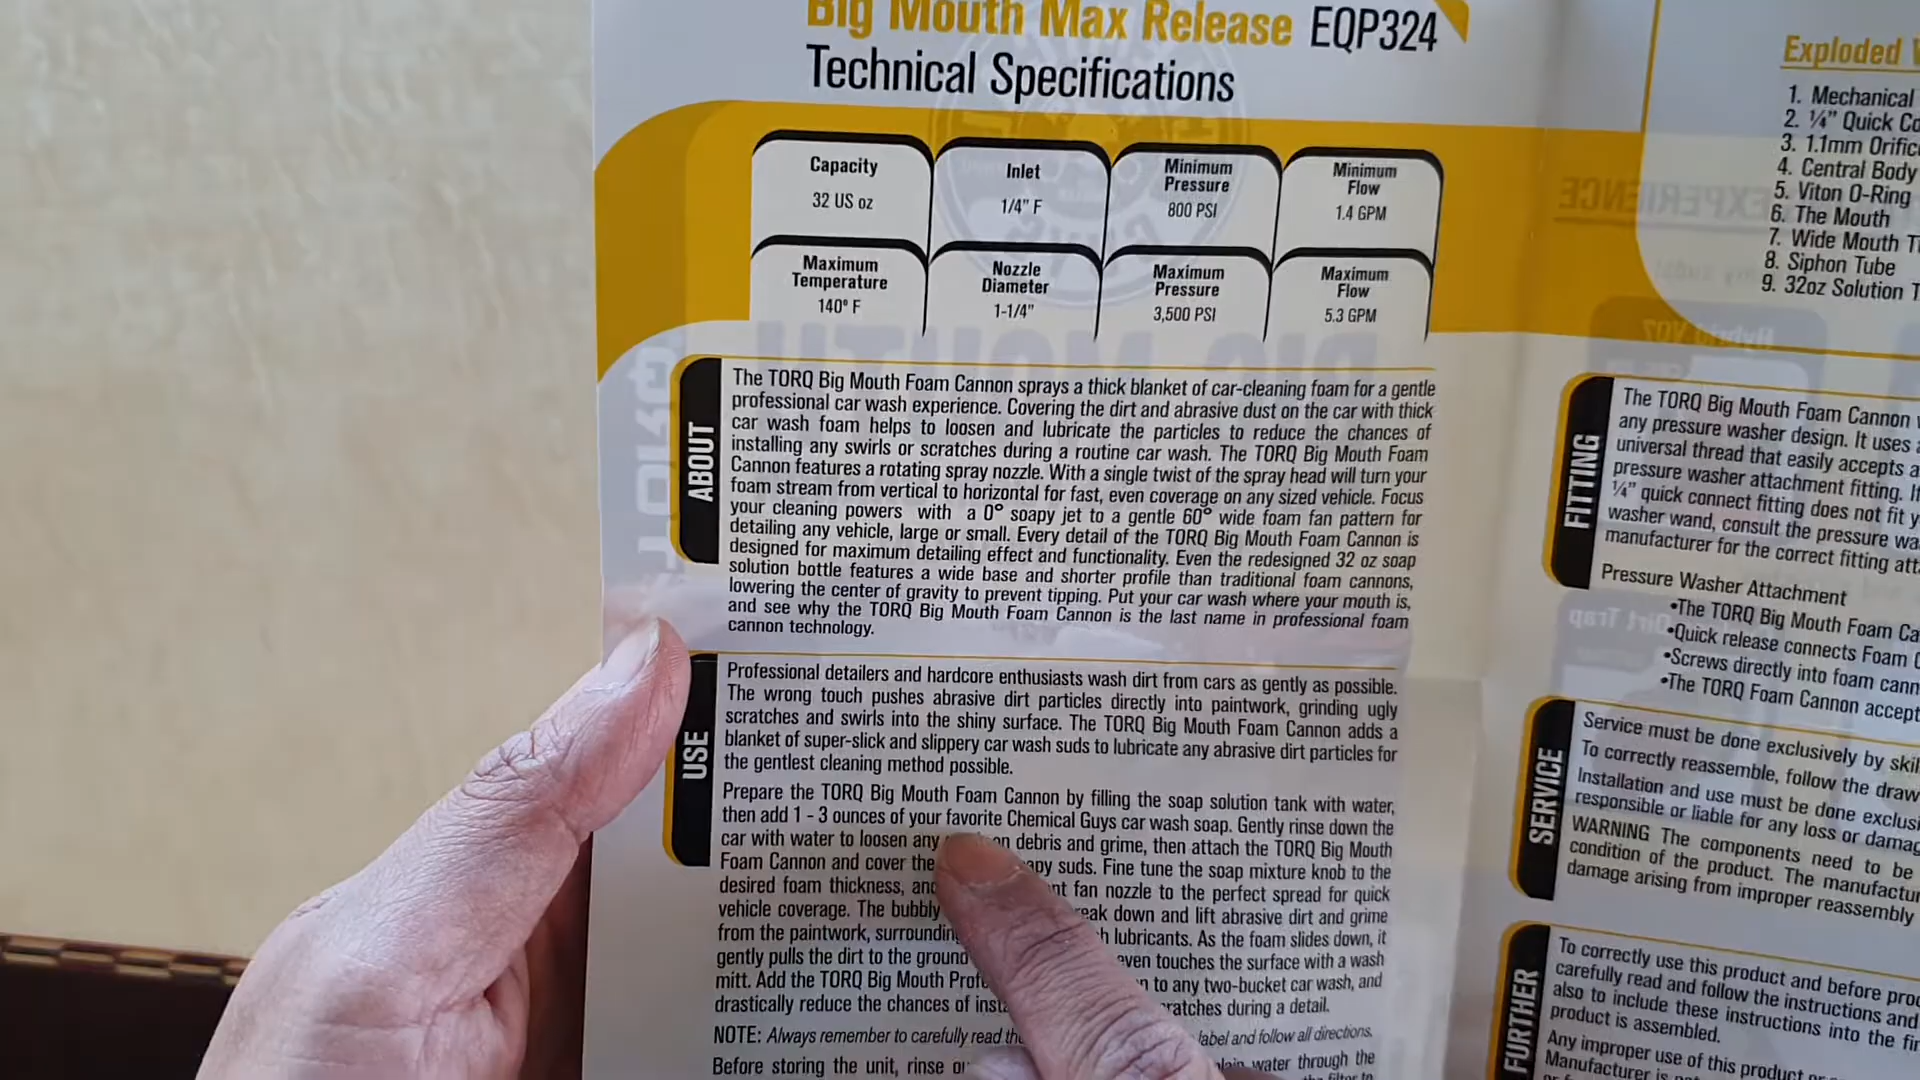 Big Mouth Max Release EQP324
Technical Specifications
Capacity
32 US oz
Inlet
1/4" F
Minimum
Pressure
800 PSI
Minimum
Flow
1.4 GPM
Maximum
Temperature
140° F
Nozzle
Diameter
1-1/4"
Maximum
Pressure
3,500 PSI
Maximum
Flow
5.3 GPM
ABOUT
The TORQ Big Mouth Foam Cannon sprays a thick blanket of car-cleaning foam for a gentle
professional car wash experience. Covering the dirt and abrasive dust on the car with thick
car wash foam helps to loosen and lubricate the particles to reduce the chances of
installing any swirls or scratches during a routine car wash. The TORQ Big Mouth Foam
Cannon features a rotating spray nozzle. With a single twist of the spray head will turn your
foam stream from vertical to horizontal for fast, even coverage on any sized vehicle. Focus
your cleaning powers with a 0° soapy jet to a gentle 60° wide foam fan pattern for
detailing any vehicle, large or small. Every detail of the TORQ Big Mouth Foam Cannon is
designed for maximum detailing effect and functionality. Even the redesigned 32 oz soap
solution bottle features a wide base and shorter profile than traditional foam cannons,
lowering the center of gravity to prevent tipping. Put your car wash where your mouth is,
and see why the TORQ Big Mouth Foam Cannon is the last name in professional foam
cannon technology.
USE
Professional detailers and hardcore enthusiasts wash dirt from cars as gently as possible.
The wrong touch pushes abrasive dirt particles directly into paintwork, grinding ugly
scratches and swirls into the shiny surface. The TORQ Big Mouth Foam Cannon adds a
blanket of super-slick and slippery car wash suds to lubricate any abrasive dirt particles for
the gentlest cleaning method possible.
Prepare the TORQ Big Mouth Foam Cannon by filling the soap solution tank with water,
then add 1 - 3 ounces of your favorite Chemical Guys car wash soap. Gently rinse down the
car with water to loosen any on debris and grime, then attach the TORQ Big Mouth
Foam Cannon and cover the suds. Fine tune the soap mixture knob to the
desired foam thickness, fan nozzle to the perfect spread for quick
vehicle coverage. The bubbly down and lift abrasive dirt and grime
from the paintwork, lubricants. As the foam slides down, it
gently pulls the dirt to the ground touches the surface with a wash
mitt. Add the TORQ Big Mouth to any two-bucket car wash, and
drastically reduce the chances of during a detail.
NOTE: Always remember to carefully read label and follow all directions.
Before storing the unit, rinse water through the
filter to
Exploded
1. Mechanical
2. ¼" Quick
3. 1.1mm
4. Central Body
5. Viton O-Ring
6. The Mouth
7. Wide Mouth
8. Siphon Tube
9. 32oz Solution
FITTING
The TORQ Big Mouth Foam Cannon
any pressure washer design. It uses
universal thread that easily accepts
pressure washer attachment fitting.
¼" quick connect fitting does not fit
washer wand, consult the pressure
manufacturer for the correct fitting
Pressure Washer Attachment
•The TORQ Big Mouth Foam
•Quick release connects Foam
•Screws directly into foam
•The TORQ Foam Cannon
SERVICE
Service must be done exclusively by
To correctly reassemble, follow the
Installation and use must be done
responsible or liable for any loss or
WARNING The components need to be
condition of the product. The
damage arising from improper reassembly
FURTHER
To correctly use this product and before
carefully read and follow the instructions and
also to include these instructions into the
product is assembled.
Any improper use of this product
Manufacturer is